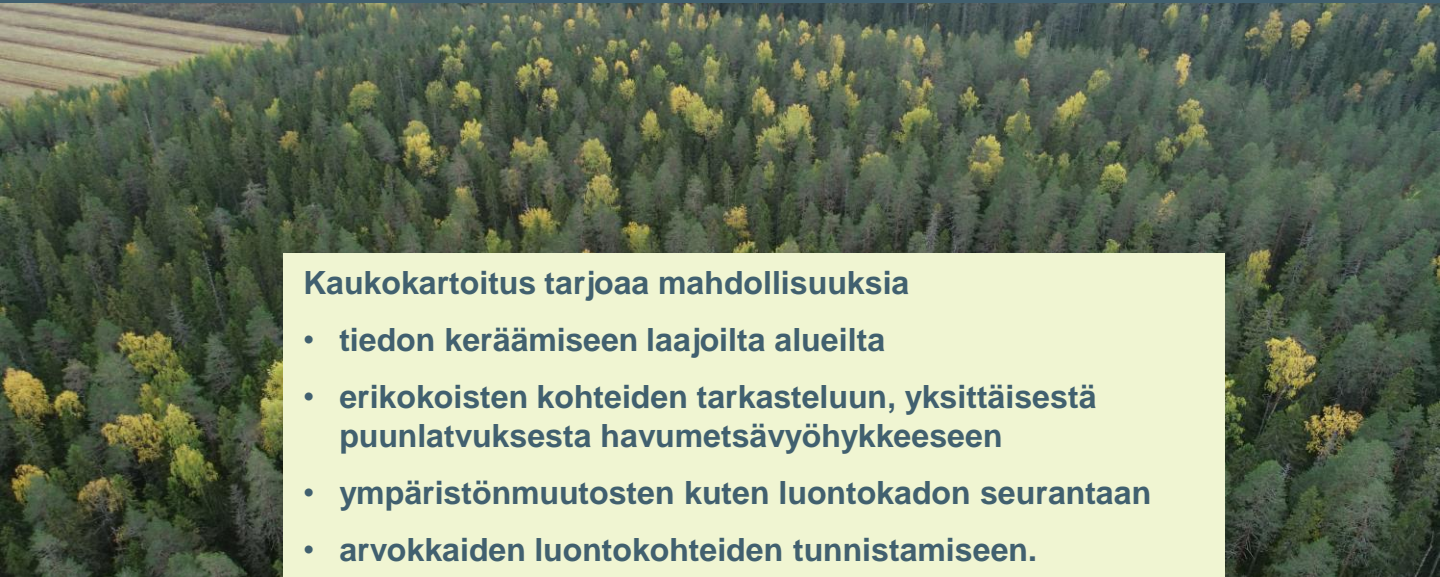 Kaukokartoitus tarjoaa mahdollisuuksia
• tiedon keräämiseen laajoilta alueilta
• erikokoisten kohteiden tarkasteluun, yksittäisestä
puunlatvuksesta havumetsävyöhykkeeseen
• ympäristönmuutosten kuten luontokadon seurantaan
• arvokkaiden luontokohteiden tunnistamiseen.